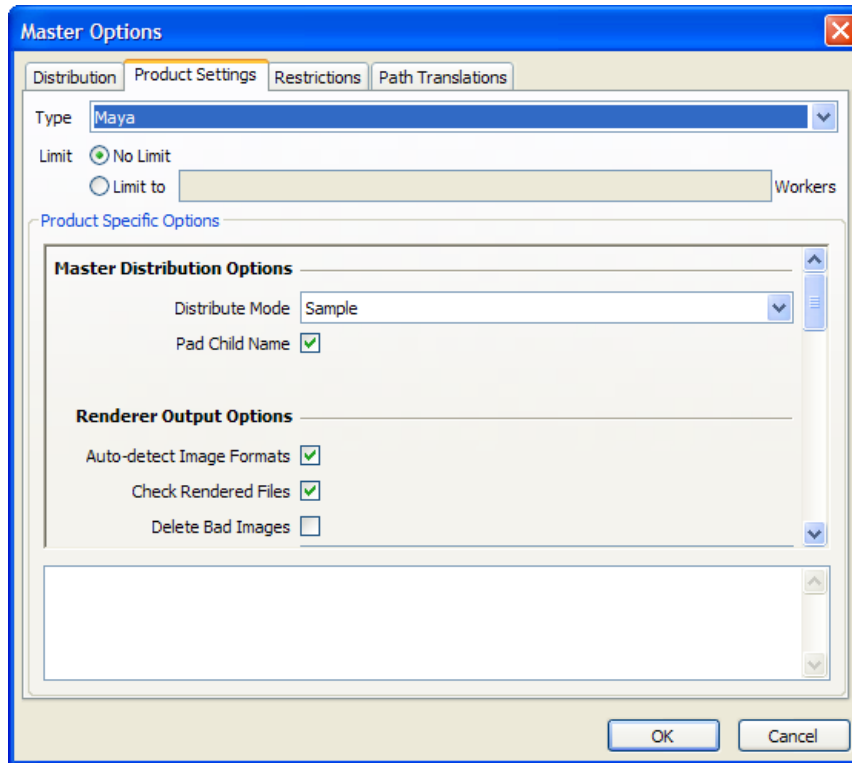 Master Options
Distribution Product Settings Restrictions Path Translations
Type Maya
Limit No Limit
Limit to Workers
Product Specific Options
Master Distribution Options
Distribute Mode Sample
Pad Child Name
Renderer Output Options
Auto-detect Image Formats
Check Rendered Files
Delete Bad Images
OK Cancel